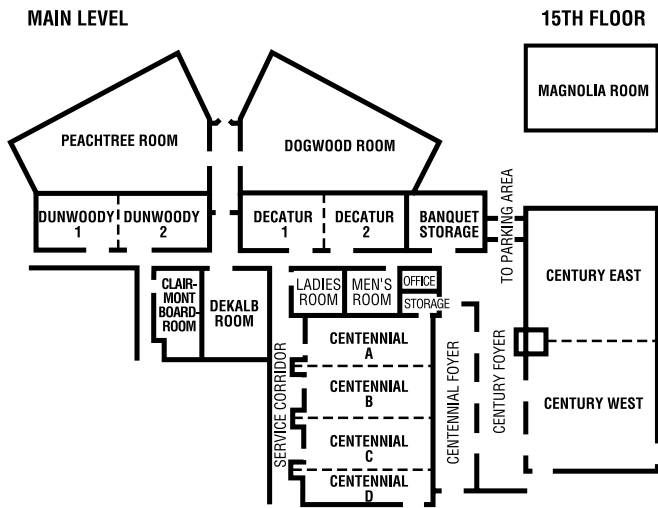 MAIN LEVEL
15TH FLOOR
MAGNOLIA ROOM
PEACHTREE ROOM
DOGWOOD ROOM
DUNWOODY
1
DUNWOODY
2
DECATUR
1
DECATUR
2
BANQUET
STORAGE
TO PARKING AREA
CLAIR-
MONT
BOARD-
ROOM
DEKALB
ROOM
LADIES
ROOM
MEN'S
ROOM
OFFICE
STORAGE
CENTURY EAST
CENTENNIAL
A
CENTENNIAL
B
CENTENNIAL
C
CENTENNIAL
D
SERVICE CORRIDOR
CENTENNIAL FOYER
CENTURY FOYER
CENTURY WEST